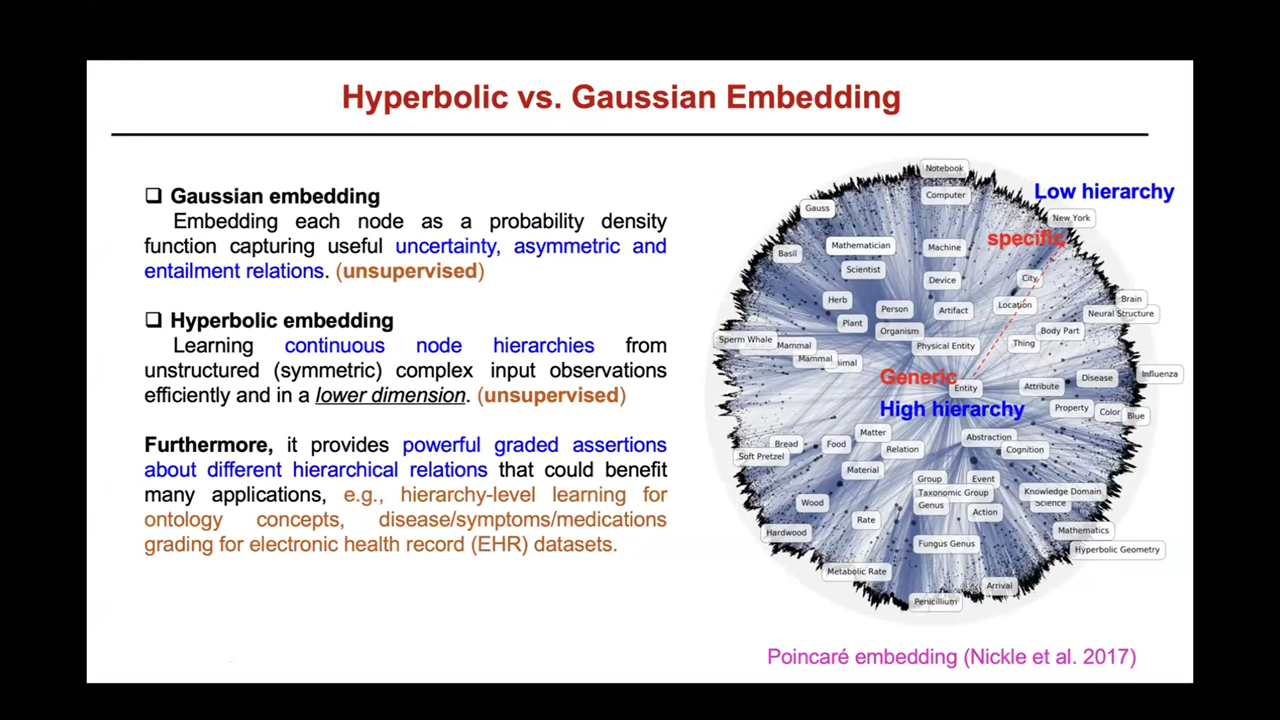 Hyperbolic vs. Gaussian Embedding
❑ Gaussian embedding
Embedding each node as a probability density
function capturing useful uncertainty, asymmetric and
entailment relations. (unsupervised)
❑ Hyperbolic embedding
Learning continuous node hierarchies from
unstructured (symmetric) complex input observations
efficiently and in a lower dimension. (unsupervised)
Furthermore, it provides powerful graded assertions
about different hierarchical relations that could benefit
many applications, e.g., hierarchy-level learning for
ontology concepts, disease/symptoms/medications
grading for electronic health record (EHR) datasets.
Notebook
Low hierarchy
Computer
Gauss
New York
specific
Mathematician
Machine
Basil
Scientist
Device
City
Herb
Person
Artifact
Location
Brain
Neural Structure
Plant
Organism
Body Part
Sperm Whale
Mammal
Physical Entity
Thing
Mammal
imal
Generic
Entity
Attribute
Disease
Influenza
High hierarchy
Property
Color
Blue
Matter
Abstraction
Bread
Food
Relation
Cognition
Soft Pretzel
Material
Group
Event
Taxonomic Group
Knowledge Domain
Wood
Genus
Science
Action
Rate
Hardwood
Mathematics
Fungus Genus
Hyperbolic Geometry
Metabolic Rate
Arrival
Penicillium
Poincaré embedding (Nickle et al. 2017)